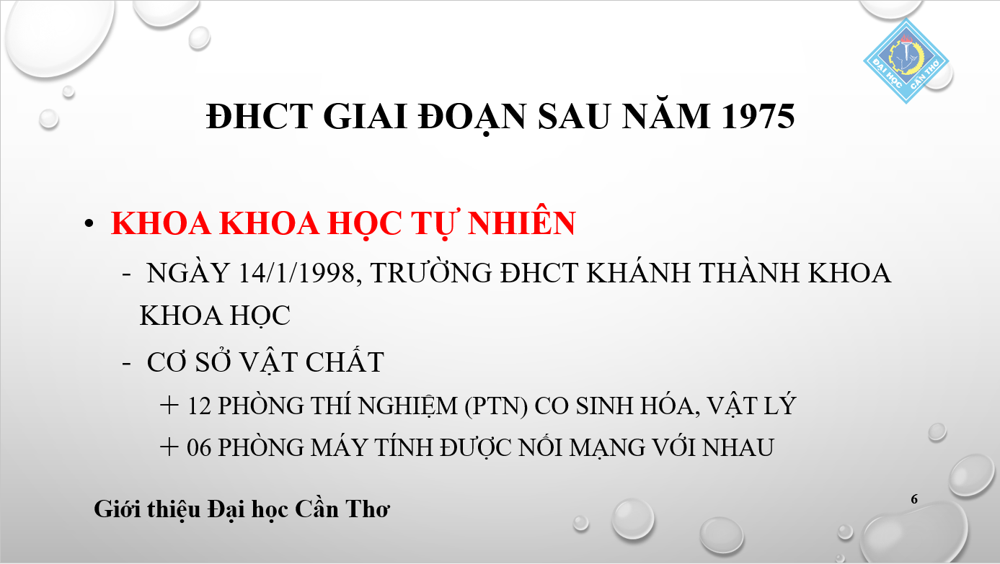 ĐẠI HỌC CẦN THƠ
ĐHCT GIAI ĐOẠN SAU NĂM 1975
• KHOA KHOA HỌC TỰ NHIÊN
- NGÀY 14/1/1998, TRƯỜNG ĐHCT KHÁNH THÀNH KHOA
KHOA HỌC
- CƠ SỞ VẬT CHẤT
+ 12 PHÒNG THÍ NGHIỆM (PTN) CO SINH HÓA, VẬT LÝ
+ 06 PHÒNG MÁY TÍNH ĐƯỢC NỐI MẠNG VỚI NHAU
Giới thiệu Đại học Cần Thơ
6